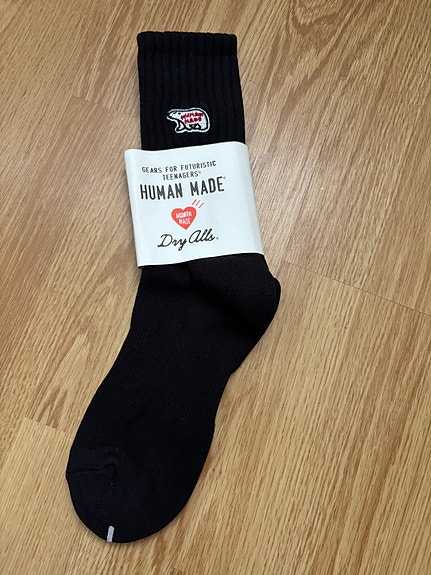 HUMAN
MADE
GEARS FOR FUTURISTIC
TEENAGERS®
HUMAN MADE®
HUMAN
MADE
Dry Alls®